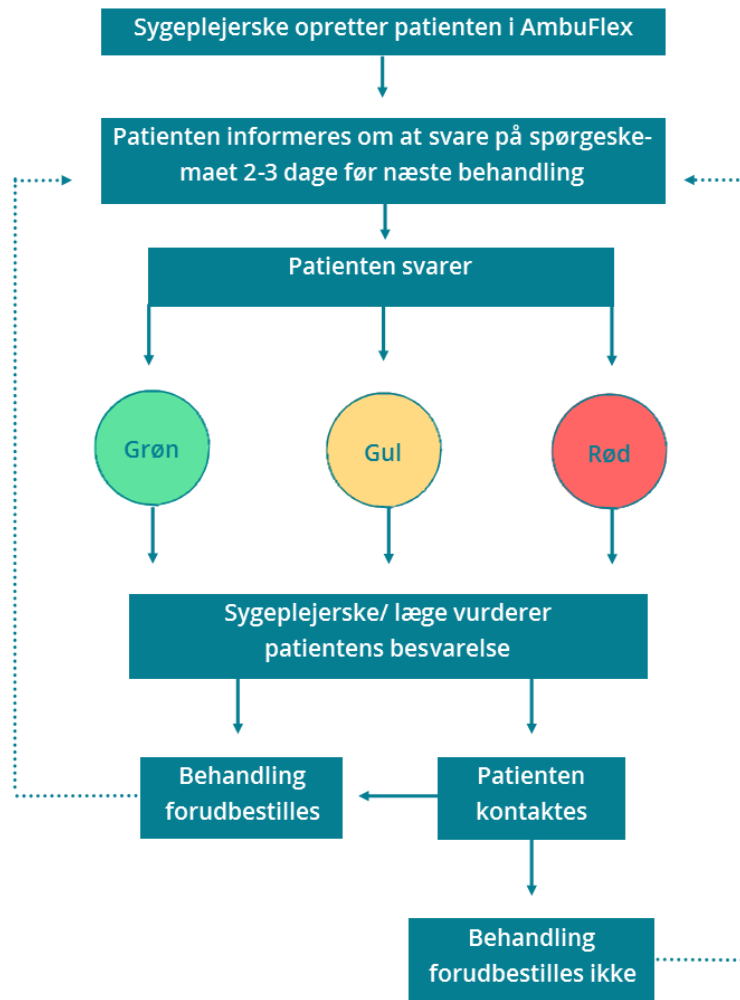 Sygeplejerske opretter patienten i AmbuFlex
Patienten informeres om at svare på spørgeske-
maet 2-3 dage før næste behandling
Patienten svarer
Grøn
Gul
Rød
Sygeplejerske/ læge vurderer
patientens besvarelse
Behandling
forudbestilles
Patienten
kontaktes
Behandling
forudbestilles ikke